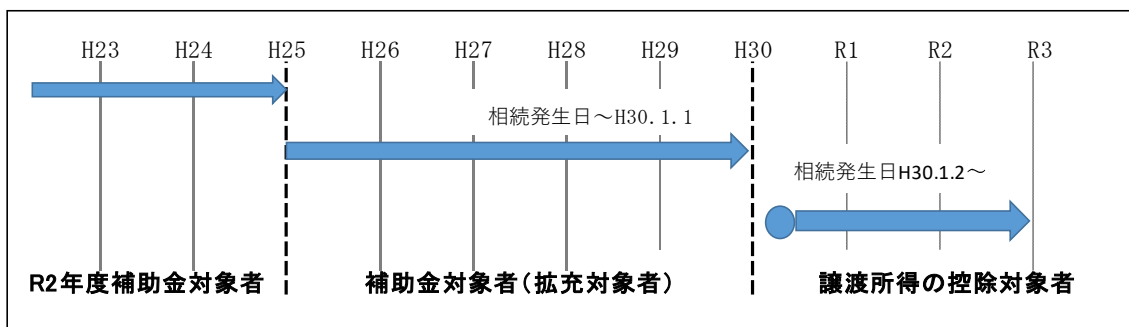 H23 H24 H25 H26 H27 H28 H29 H30 R1 R2 R3
相続発生日~H30.1.1
相続発生日H30.1.2~
R2年度補助金対象者 補助金対象者(拡充対象者) 譲渡所得の控除対象者